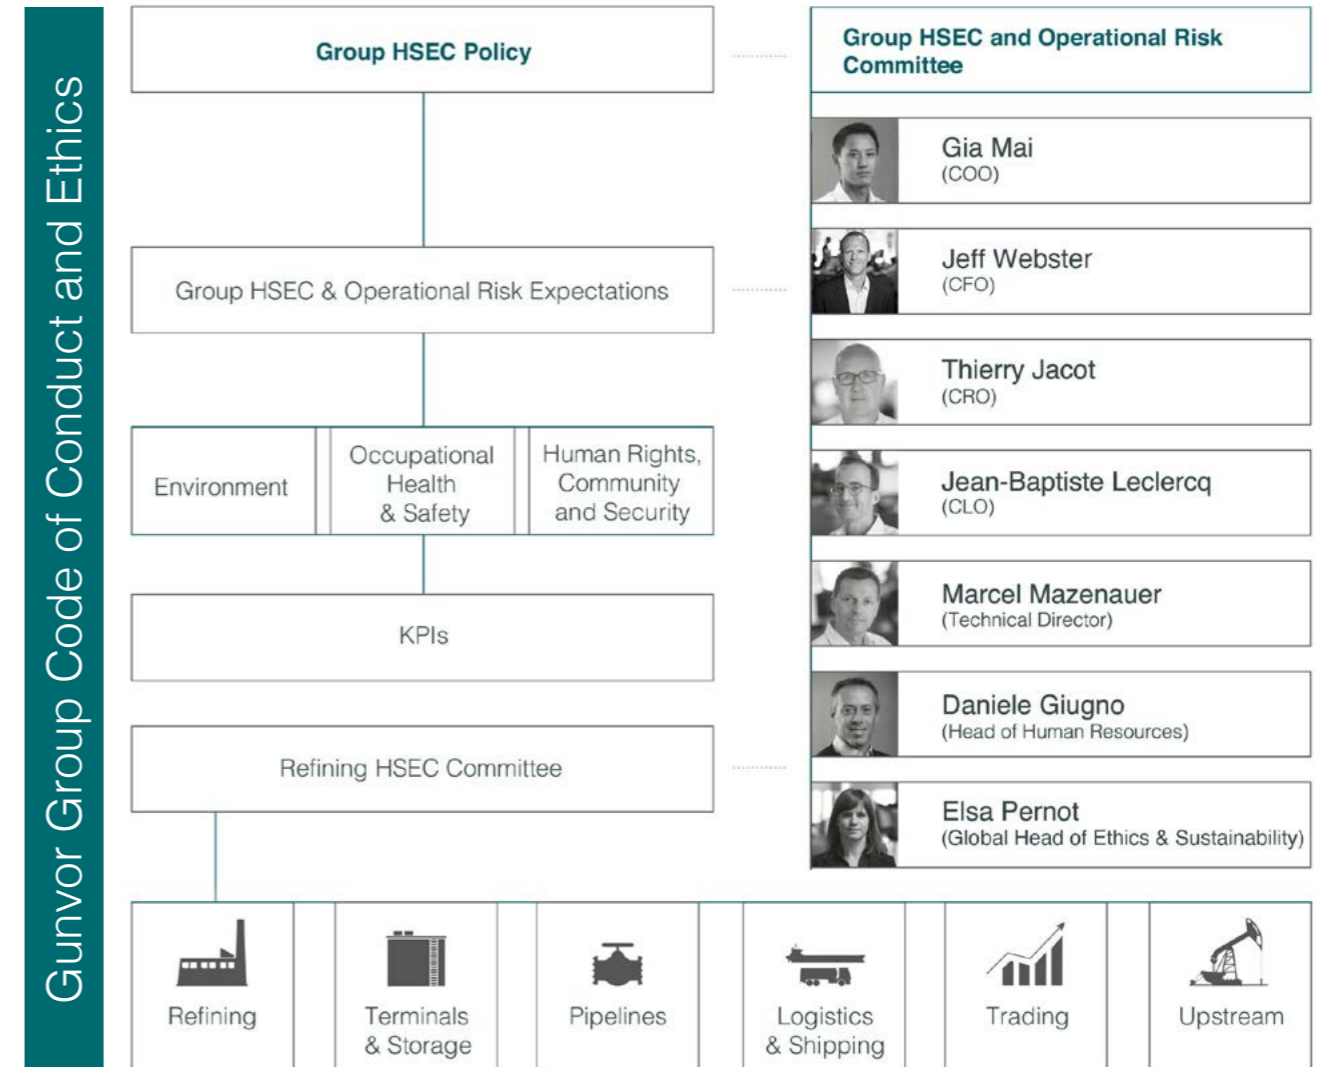 Gunvor Group Code of Conduct and Ethics
Group HSEC Policy
Group HSEC & Operational Risk Expectations
Environment
Occupational
Health
& Safety
Human Rights,
Community
and Security
KPIs
Refining HSEC Committee
Group HSEC and Operational Risk
Committee
Gia Mai
(COO)
Jeff Webster
(CFO)
Thierry Jacot
(CRO)
Jean-Baptiste Leclercq
(CLO)
Marcel Mazenauer
(Technical Director)
Daniele Giugno
(Head of Human Resources)
Elsa Pernot
(Global Head of Ethics & Sustainability)
Refining
Terminals
& Storage
Pipelines
Logistics
& Shipping
Trading
Upstream